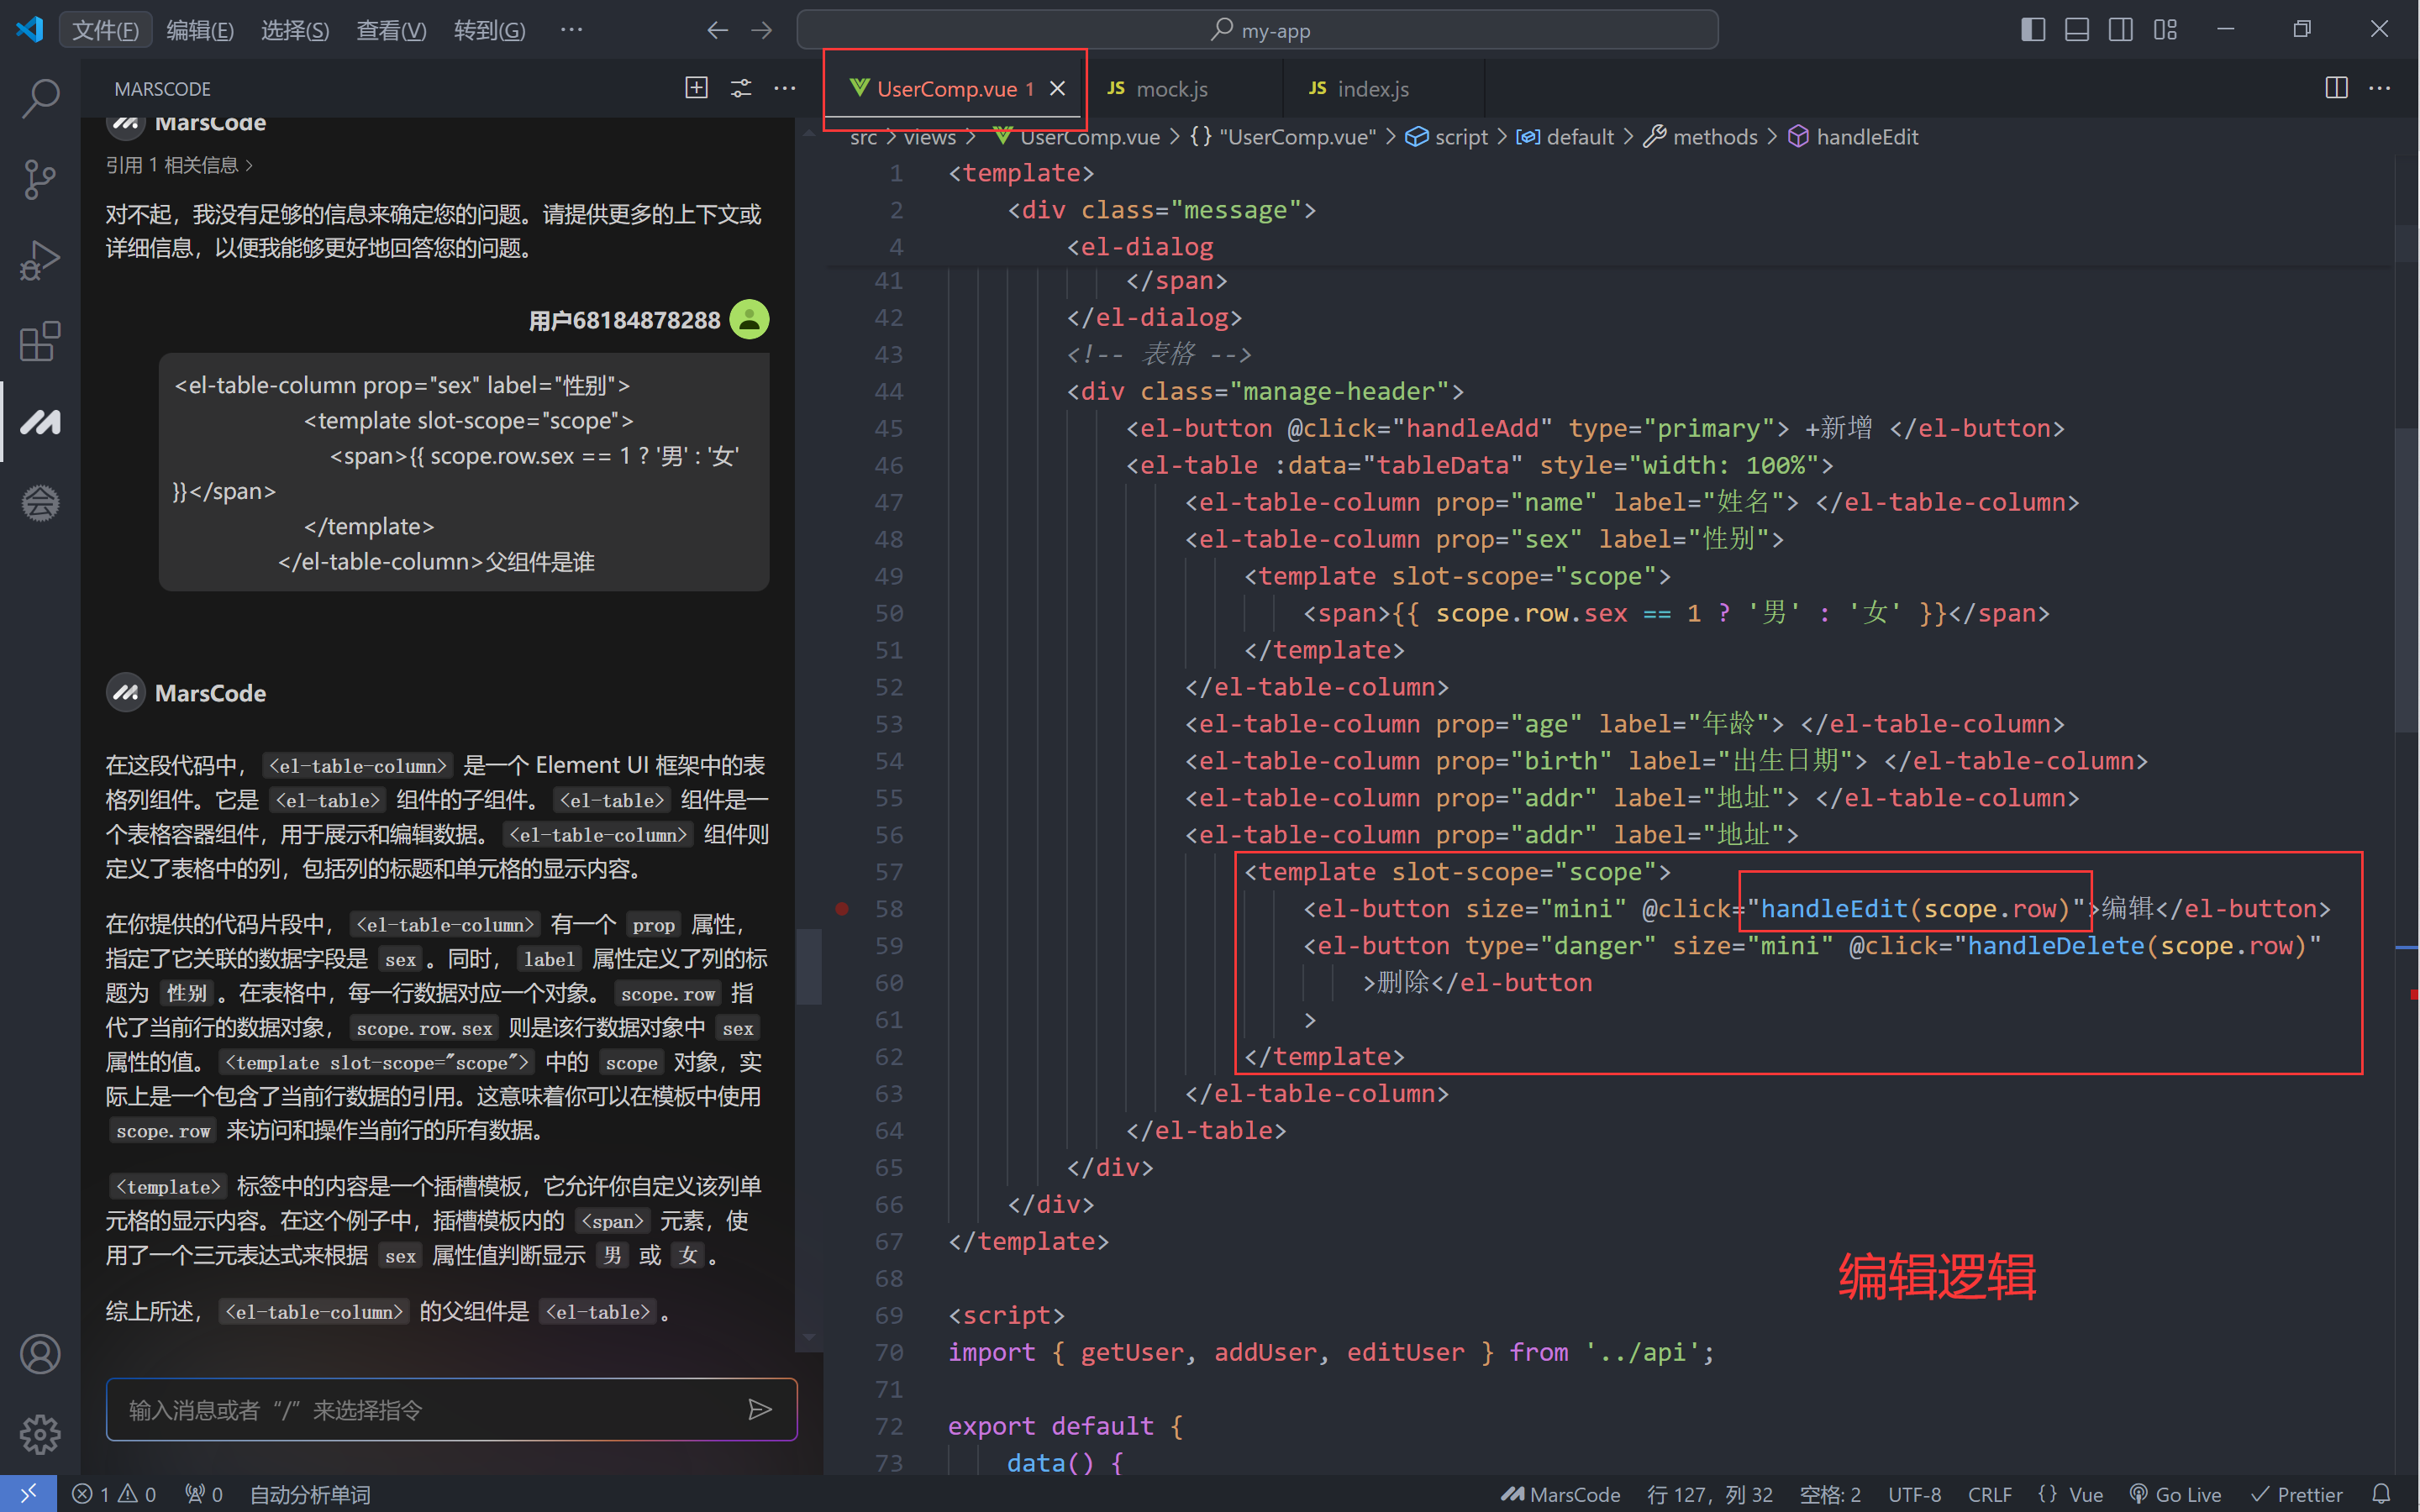 文件(F) 编辑(E) 选择(S) 查看(V) 转到(G) ··· my-app
MARSCODE
MarsCode
引用 1 相关信息 >
对不起，我没有足够的信息来确定您的问题。请提供更多的上下文或
详细信息，以便我能够更好地回答您的问题。
用户68184878288
<el-table-column prop="sex" label="性别">
<template slot-scope="scope">
<span>{{ scope.row.sex == 1 ? '男' : '女'
}}</span>
</template>
</el-table-column>父组件是谁
MarsCode
在这段代码中， <el-table-column> 是一个 Element UI 框架中的表
格列组件。它是 <el-table> 组件的子组件。 <el-table> 组件是一
个表格容器组件，用于展示和编辑数据。 <el-table-column> 组件则
定义了表格中的列，包括列的标题和单元格的显示内容。
在你提供的代码片段中， <el-table-column> 有一个 prop 属性，
指定了它关联的数据字段是 sex 。同时， label 属性定义了列的标
题为 性别 。在表格中，每一行数据对应一个对象。 scope.row 指
代了当前行的数据对象， scope.row.sex 则是该行数据对象中 sex
属性的值。 <template slot-scope="scope"> 中的 scope 对象，实
际上是一个包含了当前行数据的引用。这意味着你可以在模板中使用
scope.row 来访问和操作当前行的所有数据。
<template> 标签中的内容是一个插槽模板，它允许你自定义该列单
元格的显示内容。在这个例子中，插槽模板内的 <span> 元素，使
用了一个三元表达式来根据 sex 属性值判断显示 男 或 女 。
综上所述， <el-table-column> 的父组件是 <el-table> 。
输入消息或者 “/” 来选择指令
UserComp.vue 1 JS mock.js JS index.js
src > views > UserComp.vue > {} "UserComp.vue" > script > default > methods > handleEdit
1 <template>
2 <div class="message">
4 <el-dialog
41 </span>
42 </el-dialog>
43 <!-- 表格 -->
44 <div class="manage-header">
45 <el-button @click="handleAdd" type="primary"> +新增 </el-button>
46 <el-table :data="tableData" style="width: 100%">
47 <el-table-column prop="name" label="姓名"> </el-table-column>
48 <el-table-column prop="sex" label="性别">
49 <template slot-scope="scope">
50 <span>{{ scope.row.sex == 1 ? '男' : '女' }}</span>
51 </template>
52 </el-table-column>
53 <el-table-column prop="age" label="年龄"> </el-table-column>
54 <el-table-column prop="birth" label="出生日期"> </el-table-column>
55 <el-table-column prop="addr" label="地址"> </el-table-column>
56 <el-table-column prop="addr" label="地址">
57 <template slot-scope="scope">
58 <el-button size="mini" @click="handleEdit(scope.row)">编辑</el-button>
59 <el-button type="danger" size="mini" @click="handleDelete(scope.row)"
60 >删除</el-button
61 >
62 </template>
63 </el-table-column>
64 </el-table>
65 </div>
66 </div>
67 </template>
编辑逻辑
68
69 <script>
70 import { getUser, addUser, editUser } from '../api';
71
72 export default {
73 data() {
1 0 0 自动分析单词 MarsCode 行 127，列 32 空格: 2 UTF-8 CRLF {} Vue Go Live Prettier